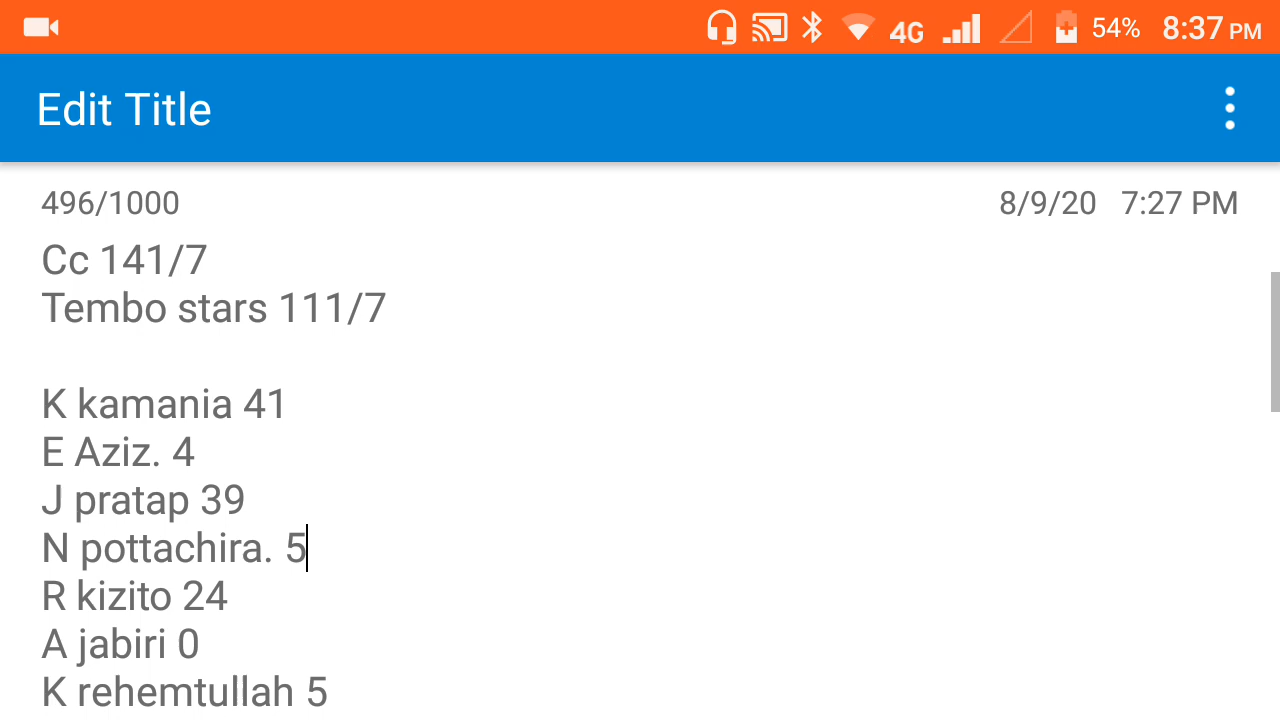 4G 54% 8:37 PM
Edit Title
496/1000 8/9/20 7:27 PM
Cc 141/7
Tembo stars 111/7
K kamania 41
E Aziz. 4
J pratap 39
N pottachira. 5
R kizito 24
A jabiri 0
K rehemtullah 5